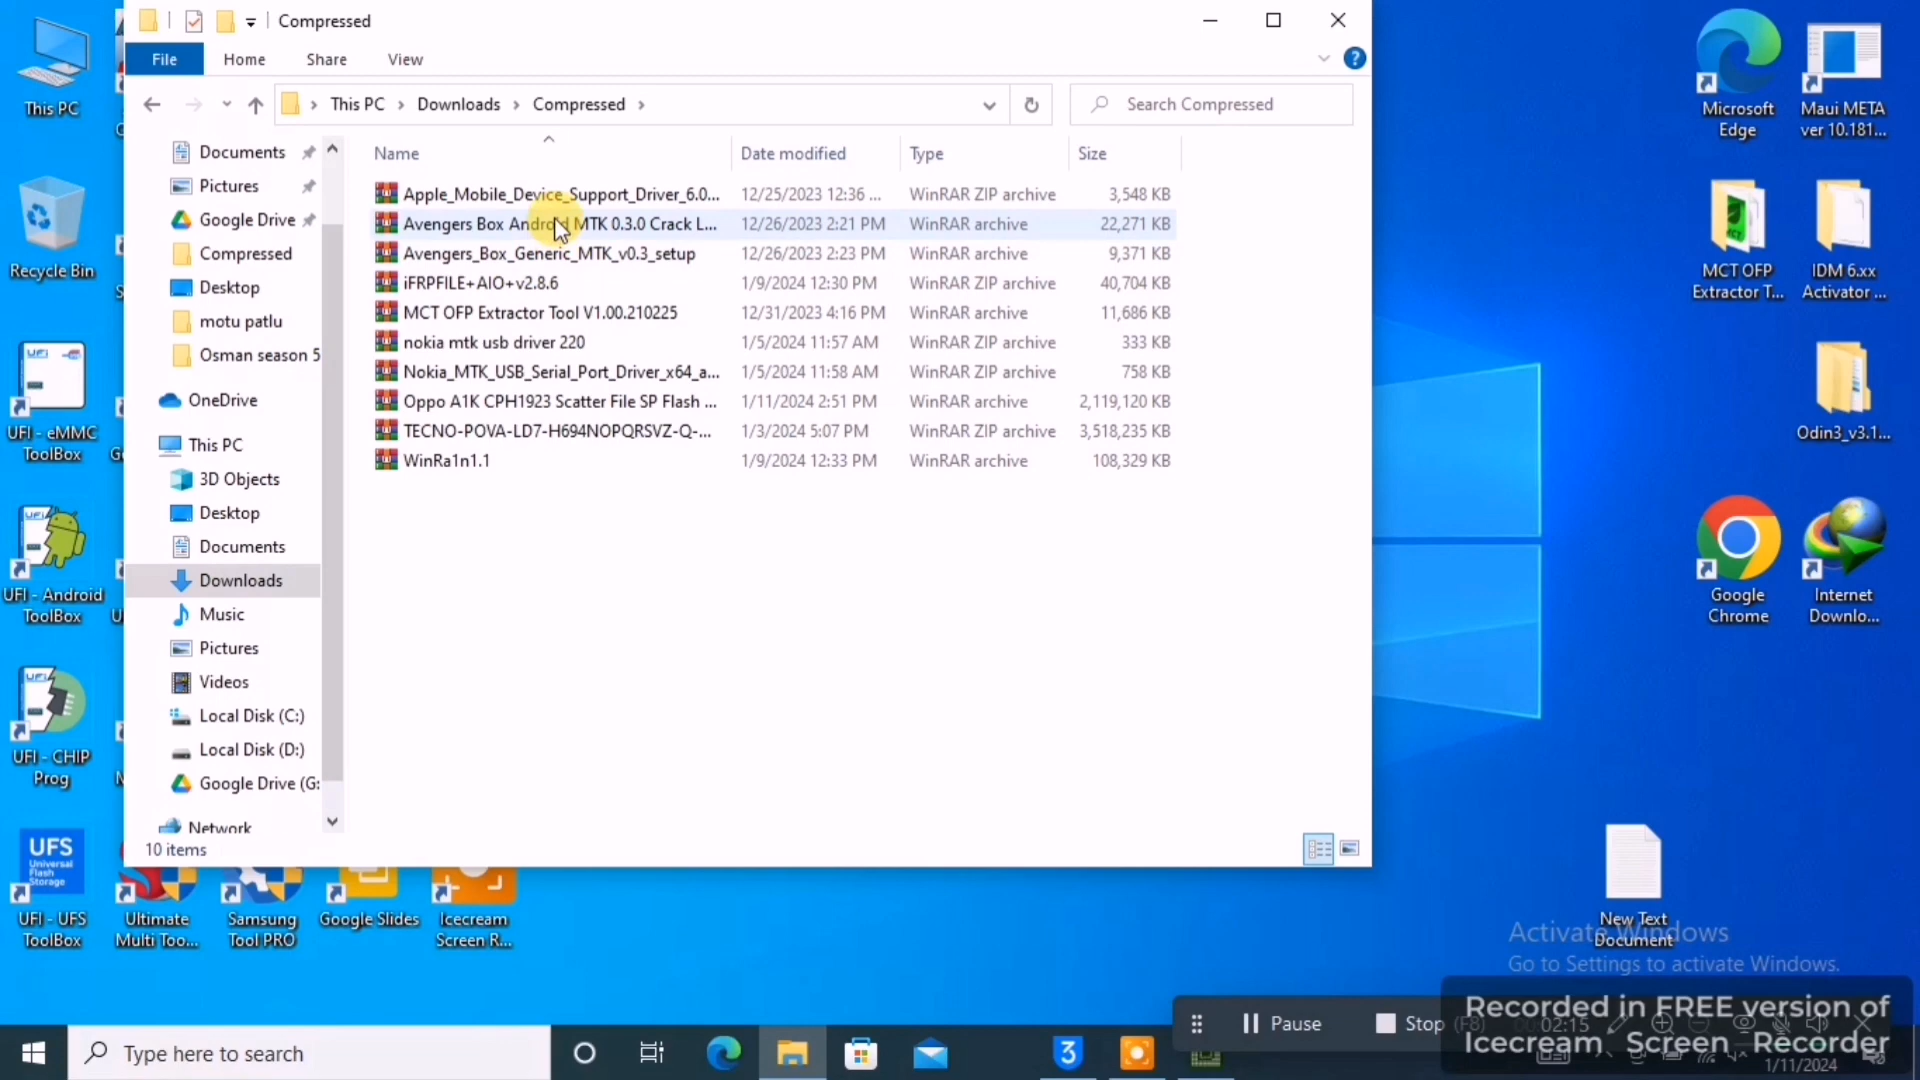 Compressed
File Home Share View
This PC Downloads Compressed
Search Compressed
Name Date modified Type Size
Apple_Mobile_Device_Support_Driver_6.0... 12/25/2023 12:36 ... WinRAR ZIP archive 3,548 KB
Avengers Box Android MTK 0.3.0 Crack L... 12/26/2023 2:21 PM WinRAR archive 22,271 KB
Avengers_Box_Generic_MTK_v0.3_setup 12/26/2023 2:23 PM WinRAR ZIP archive 9,371 KB
iFRPFILE+AIO+v2.8.6 1/9/2024 12:30 PM WinRAR ZIP archive 40,704 KB
MCT OFP Extractor Tool V1.00.210225 12/31/2023 4:16 PM WinRAR archive 11,686 KB
nokia mtk usb driver 220 1/5/2024 11:57 AM WinRAR archive 333 KB
Nokia_MTK_USB_Serial_Port_Driver_x64_a... 1/5/2024 11:58 AM WinRAR ZIP archive 758 KB
Oppo A1K CPH1923 Scatter File SP Flash ... 1/11/2024 2:51 PM WinRAR archive 2,119,120 KB
TECNO-POVA-LD7-H694NOPQRSVZ-Q-... 1/3/2024 5:07 PM WinRAR ZIP archive 3,518,235 KB
WinRa1n1.1 1/9/2024 12:33 PM WinRAR archive 108,329 KB
Documents
Pictures
Google Drive
Compressed
Desktop
motu patlu
Osman season 5
OneDrive
This PC
3D Objects
Desktop
Documents
Downloads
Music
Pictures
Videos
Local Disk (C:)
Local Disk (D:)
Google Drive (G:
Network
10 items
This PC
Recycle Bin
UFI - eMMC
ToolBox
UFI - Android
ToolBox
UFI - CHIP
Prog
UFS
Universal
Flash
Storage
UFI - UFS
ToolBox
Ultimate
Multi Too...
Samsung
Tool PRO
Google Slides
Icecream
Screen R...
Microsoft
Edge
Maui META
ver 10.181...
MCT OFP
Extractor T...
IDM 6.xx
Activator ...
Odin3_v3.1...
Google
Chrome
Internet
Downlo...
New Text
Document
Activate Windows
Go to Settings to activate Windows.
Pause
Stop (F8)
02:15
Recorded in FREE version of
Icecream Screen Recorder
Type here to search
1/11/2024